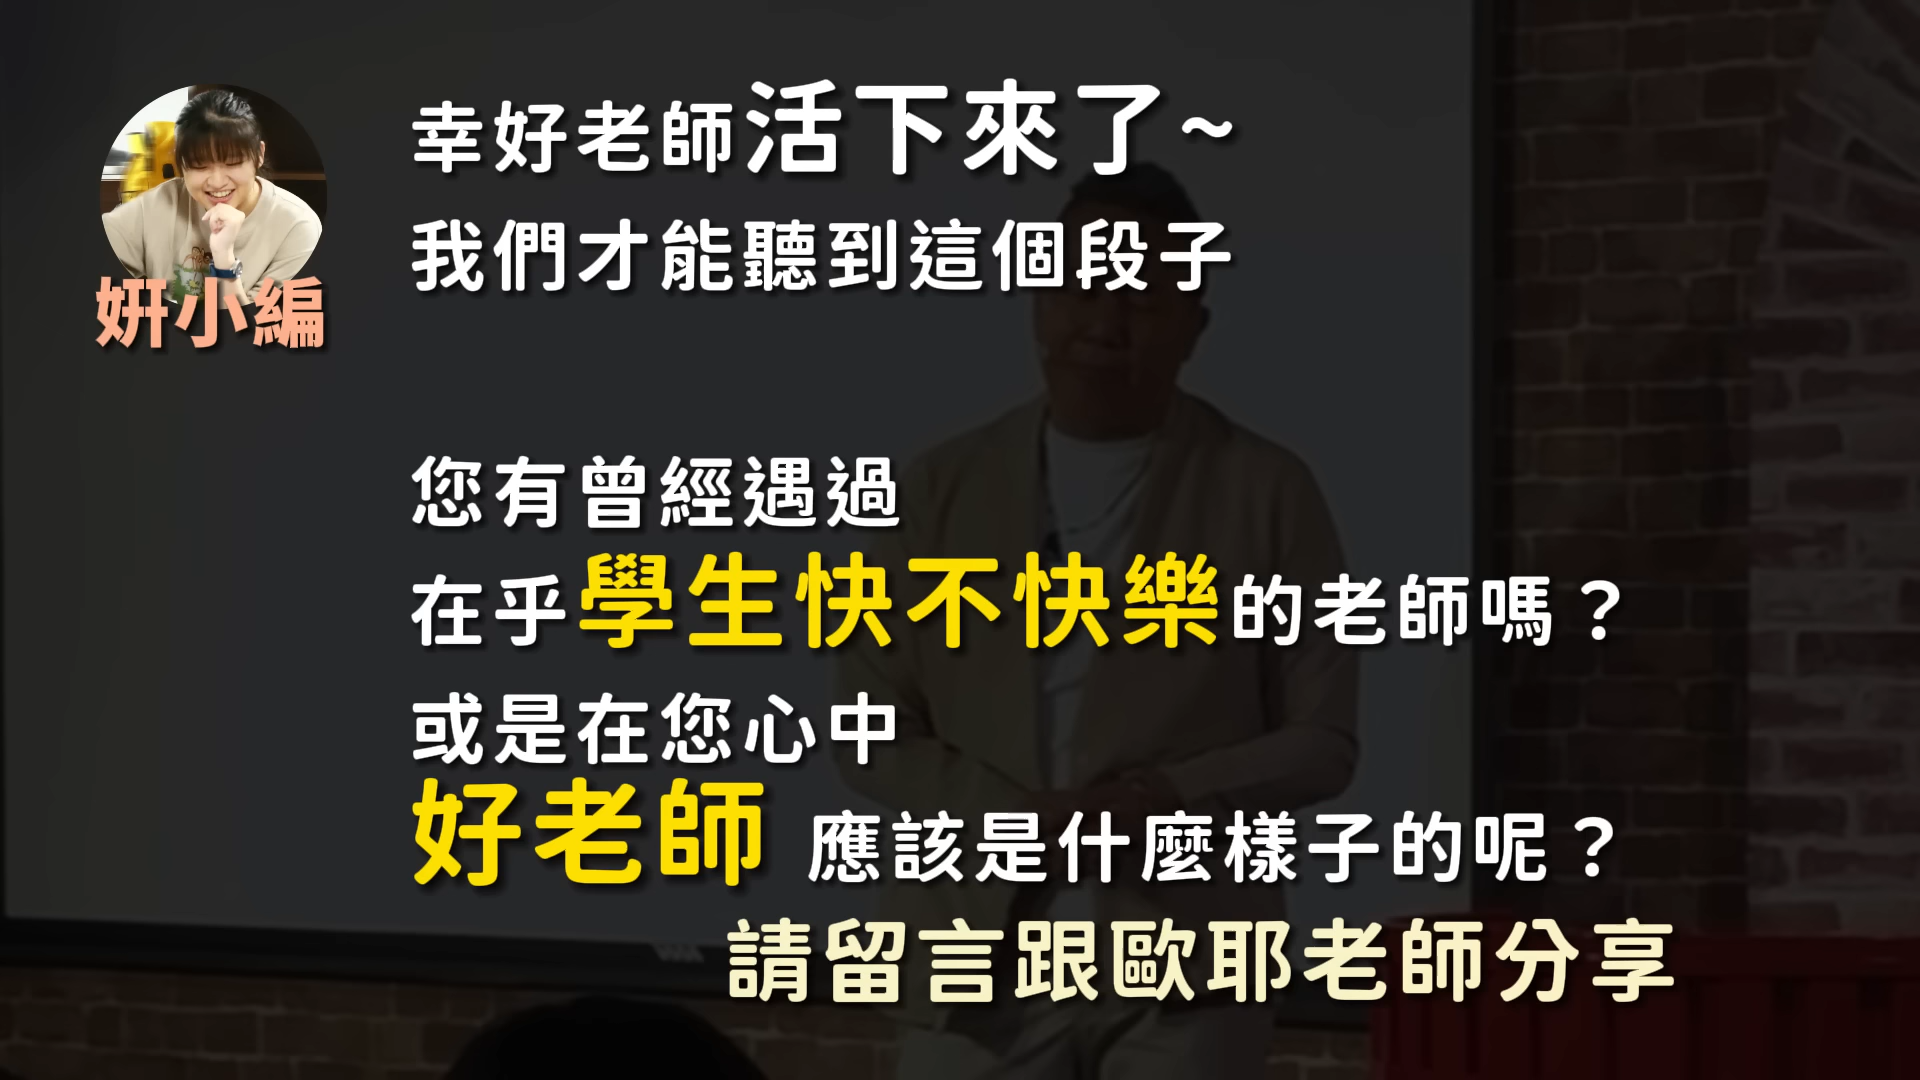 幸好老師活下來了~
我們才能聽到這個段子
妍小編
您有曾經遇過
在乎學生快不快樂的老師嗎？
或是在您心中
好老師 應該是什麼樣子的呢？
請留言跟歐耶老師分享